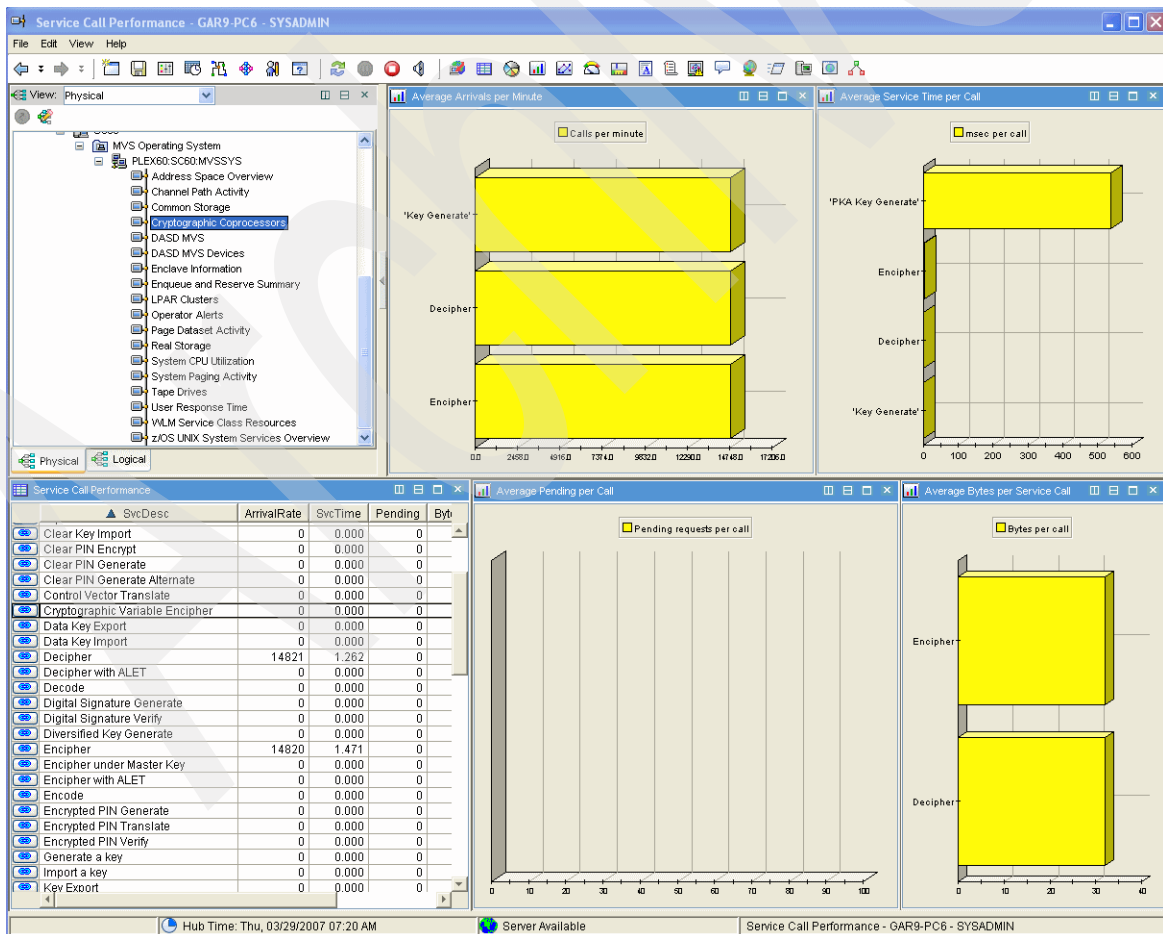 Service Call Performance - GAR9-PC6 - SYSADMIN
File Edit View Help
View: Physical
MVS Operating System
PLEX60:SC60:MVSSYS
Address Space Overview
Channel Path Activity
Common Storage
Cryptographic Coprocessors
DASD MVS
DASD MVS Devices
Enclave Information
Enqueue and Reserve Summary
LPAR Clusters
Operator Alerts
Page Dataset Activity
Real Storage
System CPU Utilization
System Paging Activity
Tape Drives
User Response Time
WLM Service Class Resources
z/OS UNIX System Services Overview
Physical Logical
Average Arrivals per Minute
Calls per minute
'Key Generate'
Decipher
Encipher
0.0 2458.0 4916.0 7374.0 9832.0 12290.0 14748.0 17206.0
Average Service Time per Call
msec per call
'PKA Key Generate'
Encipher
Decipher
'Key Generate'
0 100 200 300 400 500 600
Service Call Performance
SvcDesc ArrivalRate SvcTime Pending Byt
Clear Key Import 0 0.000 0
Clear PIN Encrypt 0 0.000 0
Clear PIN Generate 0 0.000 0
Clear PIN Generate Alternate 0 0.000 0
Control Vector Translate 0 0.000 0
Cryptographic Variable Encipher 0 0.000 0
Data Key Export 0 0.000 0
Data Key Import 0 0.000 0
Decipher 14821 1.262 0
Decipher with ALET 0 0.000 0
Decode 0 0.000 0
Digital Signature Generate 0 0.000 0
Digital Signature Verify 0 0.000 0
Diversified Key Generate 0 0.000 0
Encipher 14820 1.471 0
Encipher under Master Key 0 0.000 0
Encipher with ALET 0 0.000 0
Encode 0 0.000 0
Encrypted PIN Generate 0 0.000 0
Encrypted PIN Translate 0 0.000 0
Encrypted PIN Verify 0 0.000 0
Generate a key 0 0.000 0
Import a key 0 0.000 0
Key Export 0 0.000 0
Average Pending per Call
Pending requests per call
0 10 20 30 40 50 60 70 80 90 100
Average Bytes per Service Call
Bytes per call
Encipher
Decipher
0 10 20 30 40
Hub Time: Thu, 03/29/2007 07:20 AM
Server Available
Service Call Performance - GAR9-PC6 - SYSADMIN